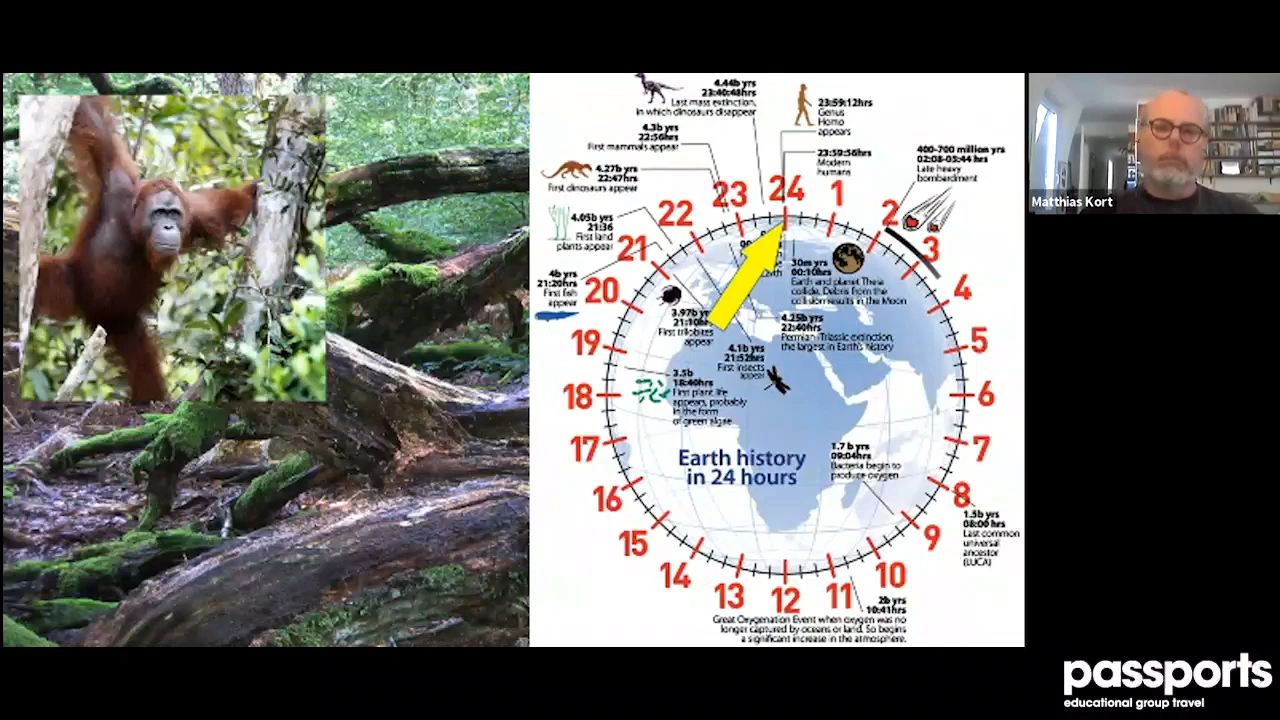 4.44b yrs
23:40:48hrs
Last mass extinction,
in which dinosaurs disappear
4.3b yrs
22:56hrs
First mammals appear
4.27b yrs
22:47hrs
First dinosaurs appear
4.05b yrs
21:36
First land
plants appear
4b yrs
21:20hrs
First fish
appear
23:59:12hrs
Genus
Homo
appears
23:59:56hrs
Modern
humans
400-700 million yrs
02:08-05:44 hrs
Late heavy
bombardment
24
1
2
3
4
5
6
7
8
9
10
11
12
13
14
15
16
17
18
19
20
21
22
23
30m yrs
00:10hrs
Earth and planet Theia
collide. Debris from the
collision results in the Moon
3.97b yr
21:10hrs
First trilobites
appear
4.25b yrs
22:40hrs
Permian-Triassic extinction,
the largest in Earth's history
4.1b yrs
21:52hrs
First insects
appear
3.5b
18:40hrs
First plant life
appears, probably
in the form
of green algae
1.7 b yrs
09:04hrs
Bacteria begin to
produce oxygen
Earth history
in 24 hours
1.5b yrs
08:00 hrs
Last common
universal
ancestor
(LUCA)
2b yrs
10:41hrs
Great Oxygenation Event when oxygen was no
longer captured by oceans or land. So begins
a significant increase in the atmosphere.
Matthias Kort
passports
educational group travel